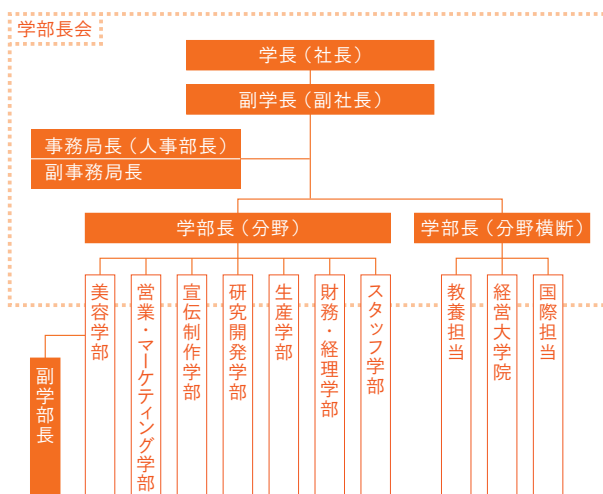 学部長会
学長（社長）
副学長（副社長）
事務局長（人事部長）
副事務局長
学部長（分野）
学部長（分野横断）
美容学部
営業・マーケティング学部
宣伝制作学部
研究開発学部
生産学部
財務・経理学部
スタッフ学部
教養担当
経営大学院
国際担当
副学部長